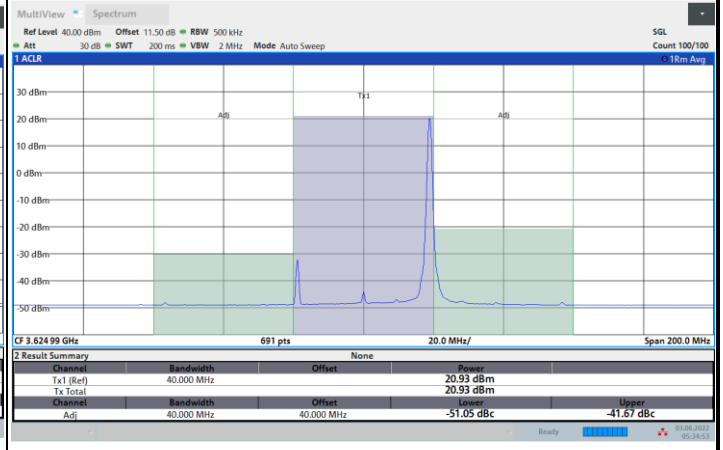 MultiView Spectrum
Ref Level 40.00 dBm Offset 11.50 dB RBW 500 kHz SGL
Att 30 dB SWT 200 ms VBW 2 MHz Mode Auto Sweep Count 100/100
1 ACLR 1Rm Avg
Tx1
Adj Adj
30 dBm
20 dBm
10 dBm
0 dBm
-10 dBm
-20 dBm
-30 dBm
-40 dBm
-50 dBm
CF 3.624 99 GHz 691 pts 20.0 MHz/ Span 200.0 MHz
2 Result Summary None
Channel Bandwidth Offset Power
Tx1 (Ref) 40.000 MHz 20.93 dBm
Tx Total 20.93 dBm
Channel Bandwidth Offset Lower Upper
Adj 40.000 MHz 40.000 MHz -51.05 dBc -41.67 dBc
Ready 03.06.2022
05:34:53